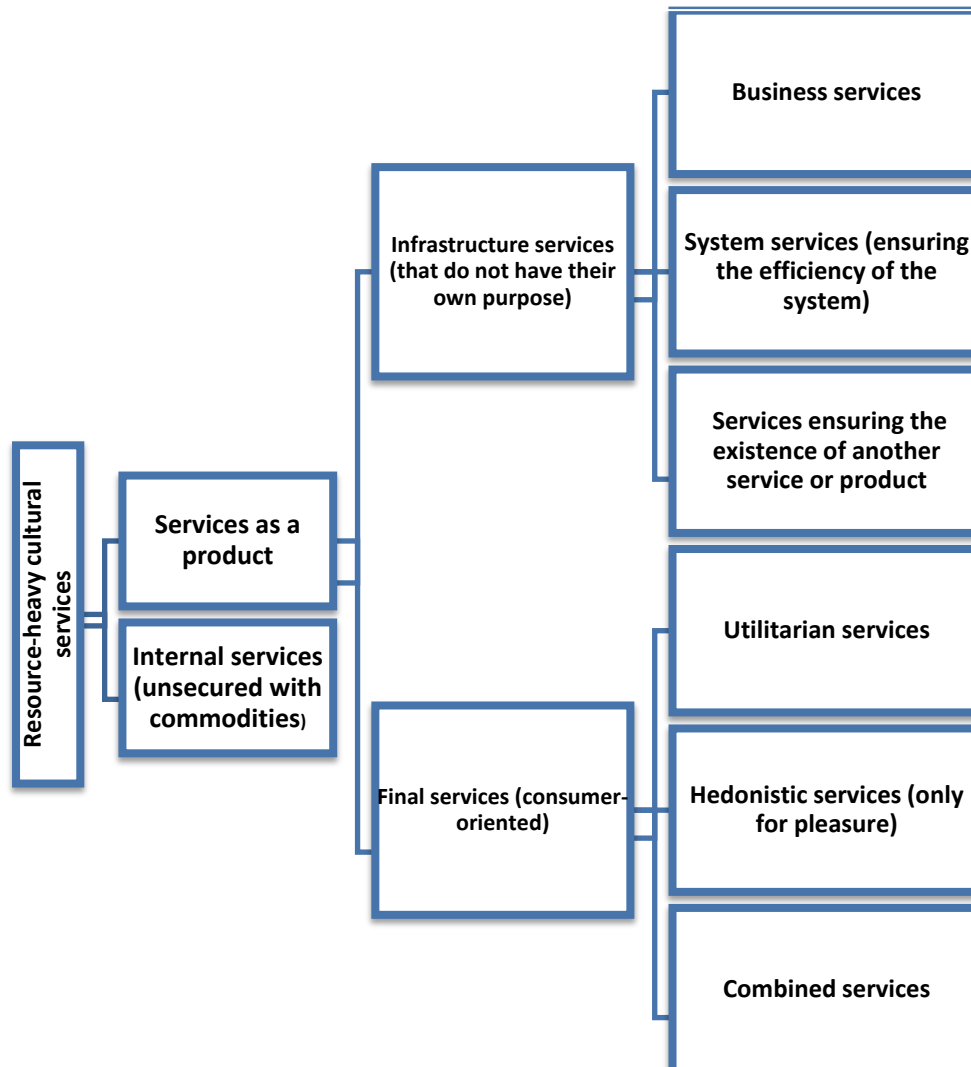 Resource-heavy cultural
services
Services as a
product
Internal services
(unsecured with
commodities)
Infrastructure services
(that do not have their
own purpose)
Final services (consumer-
oriented)
Business services
System services (ensuring
the efficiency of the
system)
Services ensuring the
existence of another
service or product
Utilitarian services
Hedonistic services (only
for pleasure)
Combined services